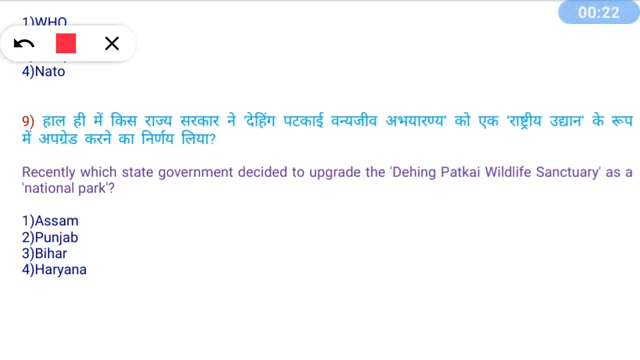 00:22
1)WHO
4)Nato
9) हाल ही में किस राज्य सरकार ने 'देहिंग पटकाई वन्यजीव अभयारण्य' को एक 'राष्ट्रीय उद्यान' के रूप
में अपग्रेड करने का निर्णय लिया?
Recently which state government decided to upgrade the 'Dehing Patkai Wildlife Sanctuary' as a
'national park'?
1)Assam
2)Punjab
3)Bihar
4)Haryana